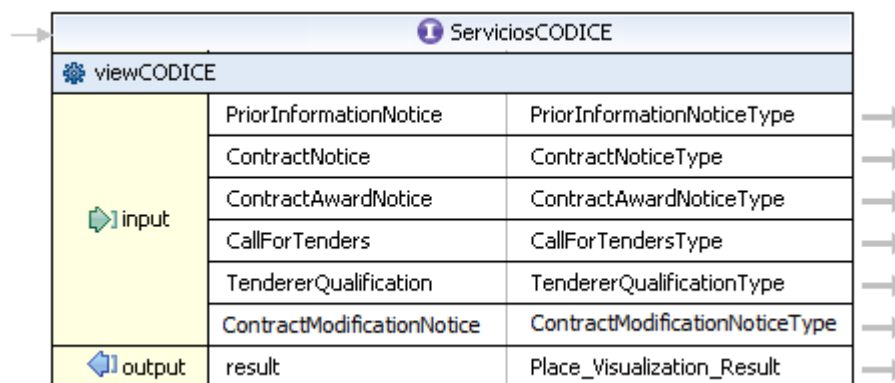 ServiciosCODICE
viewCODICE
input
PriorInformationNotice PriorInformationNoticeType
ContractNotice ContractNoticeType
ContractAwardNotice ContractAwardNoticeType
CallForTenders CallForTendersType
TendererQualification TendererQualificationType
ContractModificationNotice ContractModificationNoticeType
output result Place_Visualization_Result